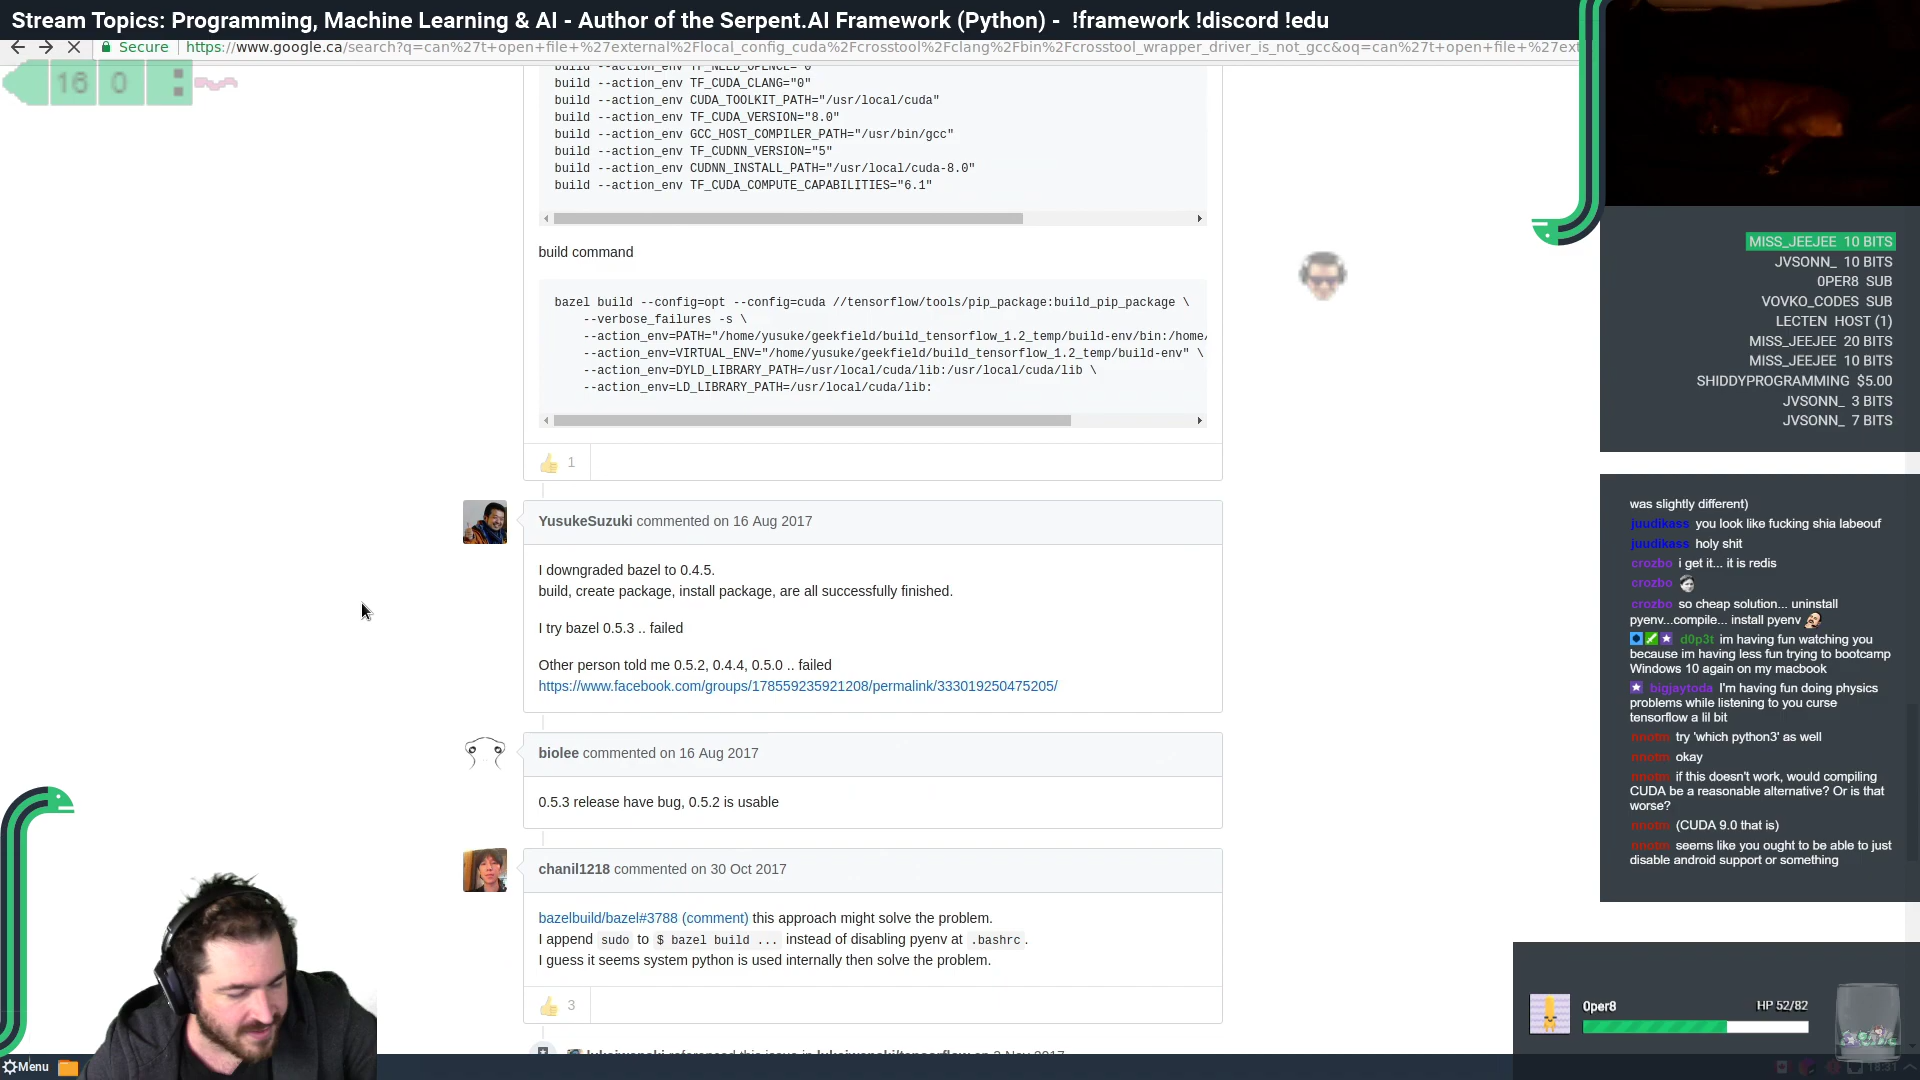 Stream Topics: Programming, Machine Learning & AI - Author of the Serpent.AI Framework (Python) -  !framework !discord !edu
Secure
https://www.google.ca/search?q=can%27t+open+file+%27external%2Flocal_config_cuda%2Fcrosstool%2Fclang%2Fbin%2Fcrosstool_wrapper_driver_is_not_gcc&oq=can%27t+open+file+%27ext
16 0 :
build --action_env TF_NEED_OPENCL="0"
build --action_env TF_CUDA_CLANG="0"
build --action_env CUDA_TOOLKIT_PATH="/usr/local/cuda"
build --action_env TF_CUDA_VERSION="8.0"
build --action_env GCC_HOST_COMPILER_PATH="/usr/bin/gcc"
build --action_env TF_CUDNN_VERSION="5"
build --action_env CUDNN_INSTALL_PATH="/usr/local/cuda-8.0"
build --action_env TF_CUDA_COMPUTE_CAPABILITIES="6.1"
build command
bazel build --config=opt --config=cuda //tensorflow/tools/pip_package:build_pip_package \
--verbose_failures -s \
--action_env=PATH="/home/yusuke/geekfield/build_tensorflow_1.2_temp/build-env/bin:/home/
--action_env=VIRTUAL_ENV="/home/yusuke/geekfield/build_tensorflow_1.2_temp/build-env" \
--action_env=DYLD_LIBRARY_PATH=/usr/local/cuda/lib:/usr/local/cuda/lib \
--action_env=LD_LIBRARY_PATH=/usr/local/cuda/lib:
1
YusukeSuzuki commented on 16 Aug 2017
I downgraded bazel to 0.4.5.
build, create package, install package, are all successfully finished.
I try bazel 0.5.3 .. failed
Other person told me 0.5.2, 0.4.4, 0.5.0 .. failed
https://www.facebook.com/groups/178559235921208/permalink/333019250475205/
biolee commented on 16 Aug 2017
0.5.3 release have bug, 0.5.2 is usable
chanil1218 commented on 30 Oct 2017
bazelbuild/bazel#3788 (comment) this approach might solve the problem.
I append sudo to $ bazel build ... instead of disabling pyenv at .bashrc.
I guess it seems system python is used internally then solve the problem.
3
MISS_JEEJEE 10 BITS
JVSONN_ 10 BITS
0PER8 SUB
VOVKO_CODES SUB
LECTEN HOST (1)
MISS_JEEJEE 20 BITS
MISS_JEEJEE 10 BITS
SHIDDYPROGRAMMING $5.00
JVSONN_ 3 BITS
JVSONN_ 7 BITS
was slightly different)
juudikass you look like fucking shia labeouf
juudikass holy shit
crozbo i get it... it is redis
crozbo
crozbo so cheap solution... uninstall
pyenv...compile... install pyenv
d0p3t im having fun watching you
because im having less fun trying to bootcamp
Windows 10 again on my macbook
bigjaytoda I'm having fun doing physics
problems while listening to you curse
tensorflow a lil bit
nnotm try 'which python3' as well
nnotm okay
nnotm if this doesn't work, would compiling
CUDA be a reasonable alternative? Or is that
worse?
nnotm (CUDA 9.0 that is)
nnotm seems like you ought to be able to just
disable android support or something
0per8 HP 52/82
Menu
18:31